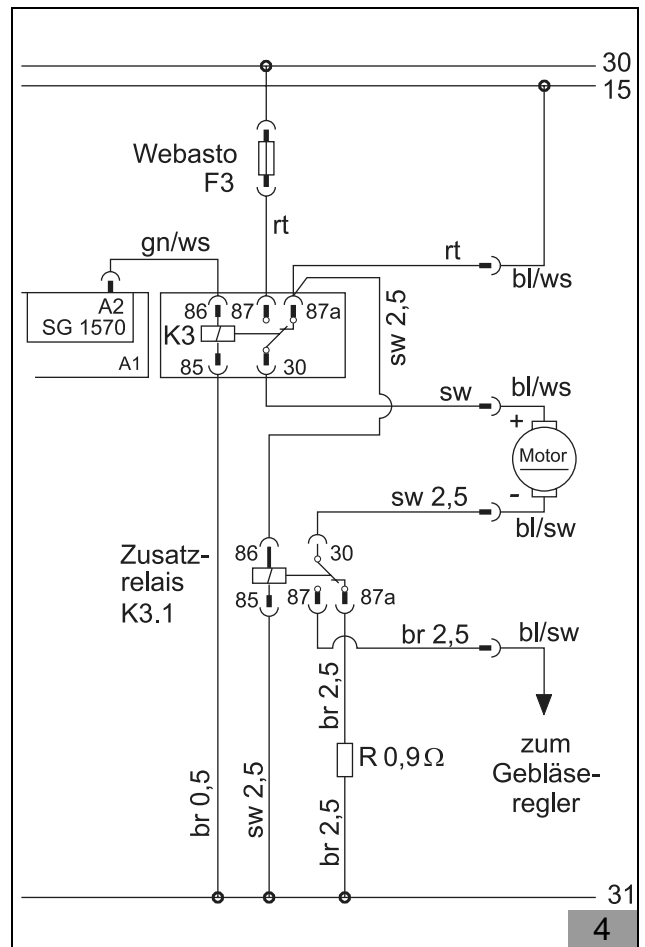 30
15
Webasto
F3
rt
gn/ws
rt
bl/ws
A2
SG 1570
A1
86
87
87a
K3
85
30
sw 2,5
sw
bl/ws
+
Motor
-
sw 2,5
bl/sw
Zusatz-
relais
K3.1
86
30
85
87
87a
br 2,5
bl/sw
br 2,5
R 0,9Ω
zum
Gebläse-
regler
br 0,5
sw 2,5
br 2,5
31
4